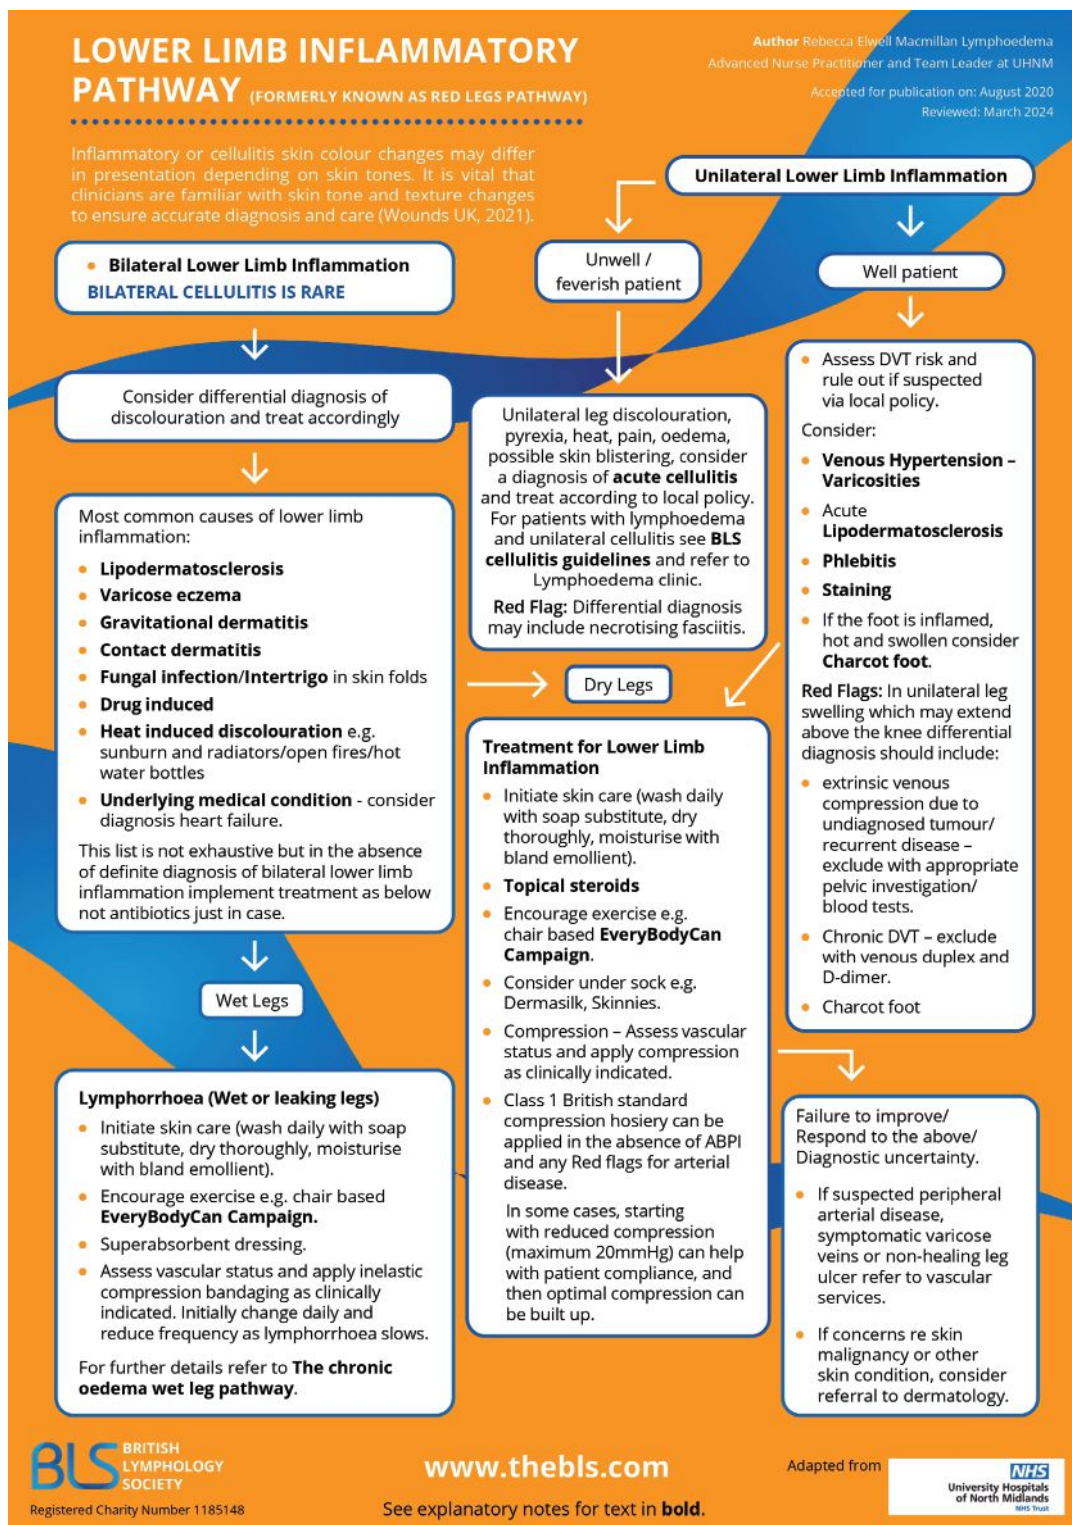 LOWER LIMB INFLAMMATORY
PATHWAY (FORMERLY KNOWN AS RED LEGS PATHWAY)
Author Rebecca Elwell Macmillan Lymphoedema
Advanced Nurse Practitioner and Team Leader at UHNM
Accepted for publication on: August 2020
Reviewed: March 2024
Inflammatory or cellulitis skin colour changes may differ
in presentation depending on skin tones. It is vital that
clinicians are familiar with skin tone and texture changes
to ensure accurate diagnosis and care (Wounds UK, 2021).
• Bilateral Lower Limb Inflammation
BILATERAL CELLULITIS IS RARE
Consider differential diagnosis of
discolouration and treat accordingly
Most common causes of lower limb
inflammation:
• Lipodermatosclerosis
• Varicose eczema
• Gravitational dermatitis
• Contact dermatitis
• Fungal infection/Intertrigo in skin folds
• Drug induced
• Heat induced discolouration e.g.
sunburn and radiators/open fires/hot
water bottles
• Underlying medical condition - consider
diagnosis heart failure.
This list is not exhaustive but in the absence
of definite diagnosis of bilateral lower limb
inflammation implement treatment as below
not antibiotics just in case.
Wet Legs
Lymphorrhoea (Wet or leaking legs)
• Initiate skin care (wash daily with soap
substitute, dry thoroughly, moisturise
with bland emollient).
• Encourage exercise e.g. chair based
EveryBodyCan Campaign.
• Superabsorbent dressing.
• Assess vascular status and apply inelastic
compression bandaging as clinically
indicated. Initially change daily and
reduce frequency as lymphorrhoea slows.
For further details refer to The chronic
oedema wet leg pathway.
Unilateral Lower Limb Inflammation
Unwell /
feverish patient
Unilateral leg discolouration,
pyrexia, heat, pain, oedema,
possible skin blistering, consider
a diagnosis of acute cellulitis
and treat according to local policy.
For patients with lymphoedema
and unilateral cellulitis see BLS
cellulitis guidelines and refer to
Lymphoedema clinic.
Red Flag: Differential diagnosis
may include necrotising fasciitis.
Dry Legs
Treatment for Lower Limb
Inflammation
• Initiate skin care (wash daily
with soap substitute, dry
thoroughly, moisturise with
bland emollient).
• Topical steroids
• Encourage exercise e.g.
chair based EveryBodyCan
Campaign.
• Consider under sock e.g.
Dermasilk, Skinnies.
• Compression – Assess vascular
status and apply compression
as clinically indicated.
• Class 1 British standard
compression hosiery can be
applied in the absence of ABPI
and any Red flags for arterial
disease.
In some cases, starting
with reduced compression
(maximum 20mmHg) can help
with patient compliance, and
then optimal compression can
be built up.
Well patient
• Assess DVT risk and
rule out if suspected
via local policy.
Consider:
• Venous Hypertension –
Varicosities
• Acute
Lipodermatosclerosis
• Phlebitis
• Staining
• If the foot is inflamed,
hot and swollen consider
Charcot foot.
Red Flags: In unilateral leg
swelling which may extend
above the knee differential
diagnosis should include:
• extrinsic venous
compression due to
undiagnosed tumour/
recurrent disease –
exclude with appropriate
pelvic investigation/
blood tests.
• Chronic DVT – exclude
with venous duplex and
D-dimer.
• Charcot foot
Failure to improve/
Respond to the above/
Diagnostic uncertainty.
• If suspected peripheral
arterial disease,
symptomatic varicose
veins or non-healing leg
ulcer refer to vascular
services.
• If concerns re skin
malignancy or other
skin condition, consider
referral to dermatology.
BLS BRITISH
LYMPHOLOGY
SOCIETY
Registered Charity Number 1185148
www.thebls.com
See explanatory notes for text in bold.
Adapted from
NHS
University Hospitals
of North Midlands
NHS Trust